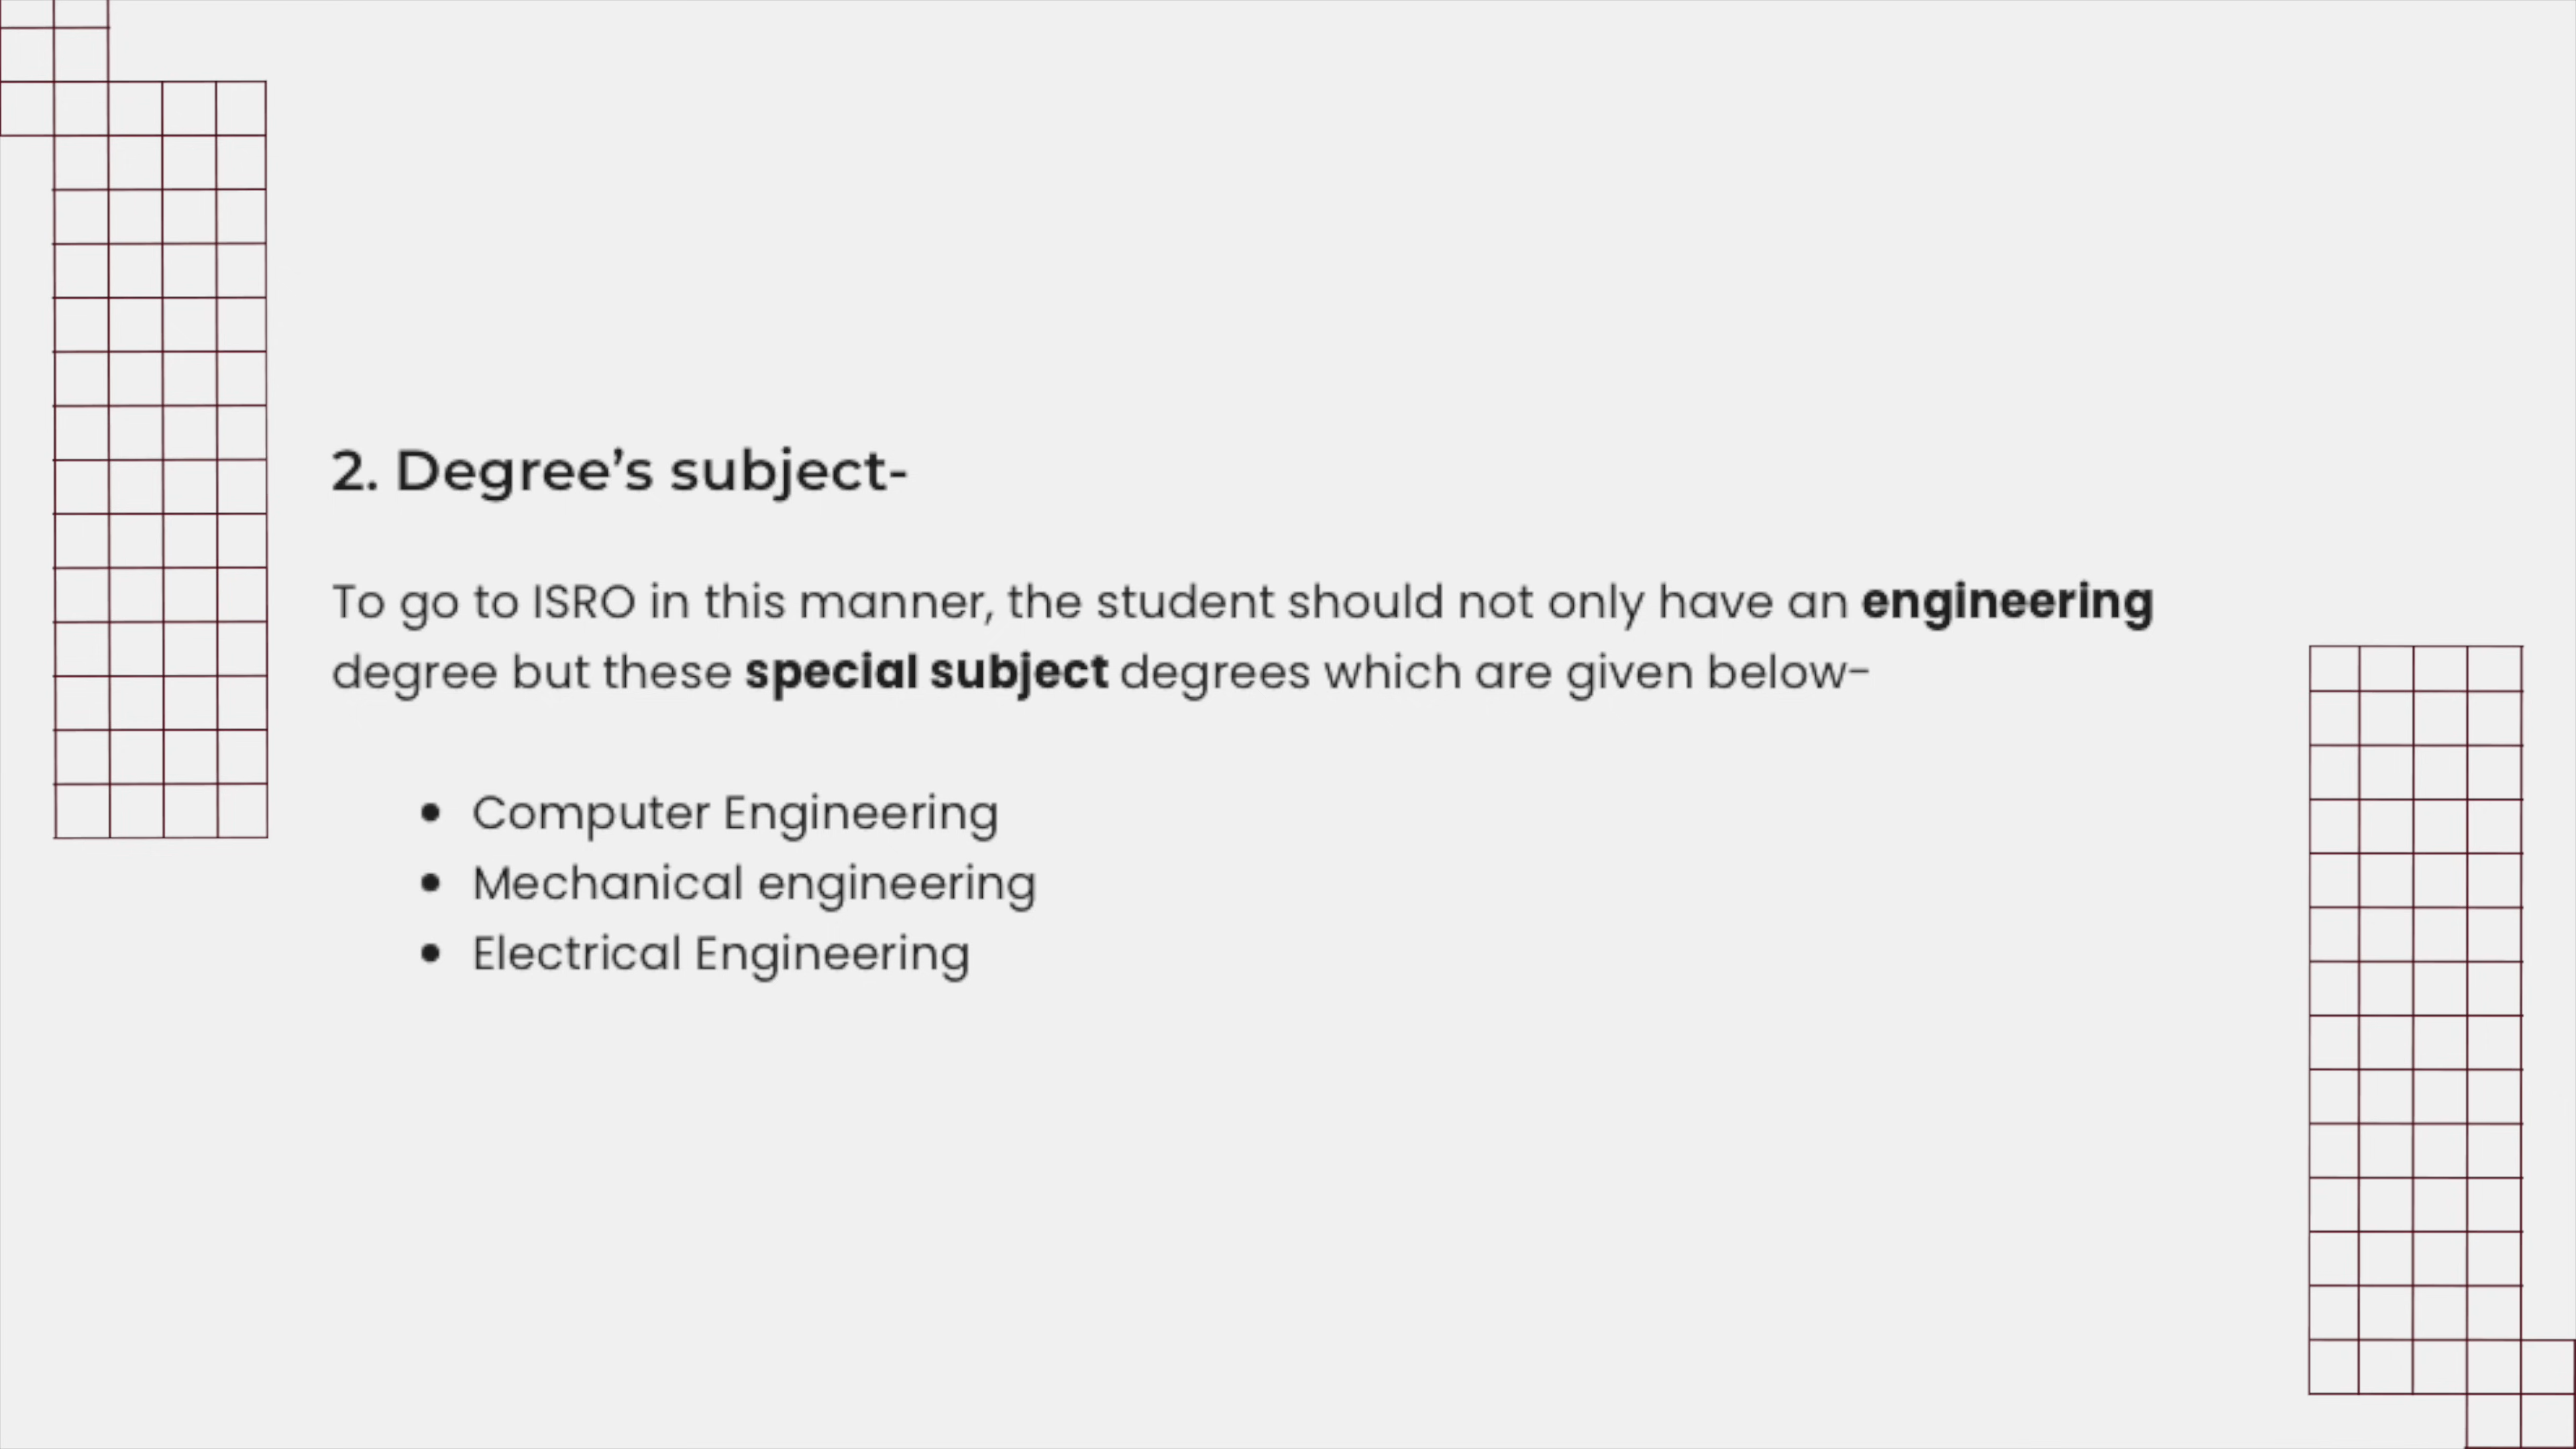 2. Degree’s subject-
To go to ISRO in this manner, the student should not only have an engineering
degree but these special subject degrees which are given below-
• Computer Engineering
• Mechanical engineering
• Electrical Engineering